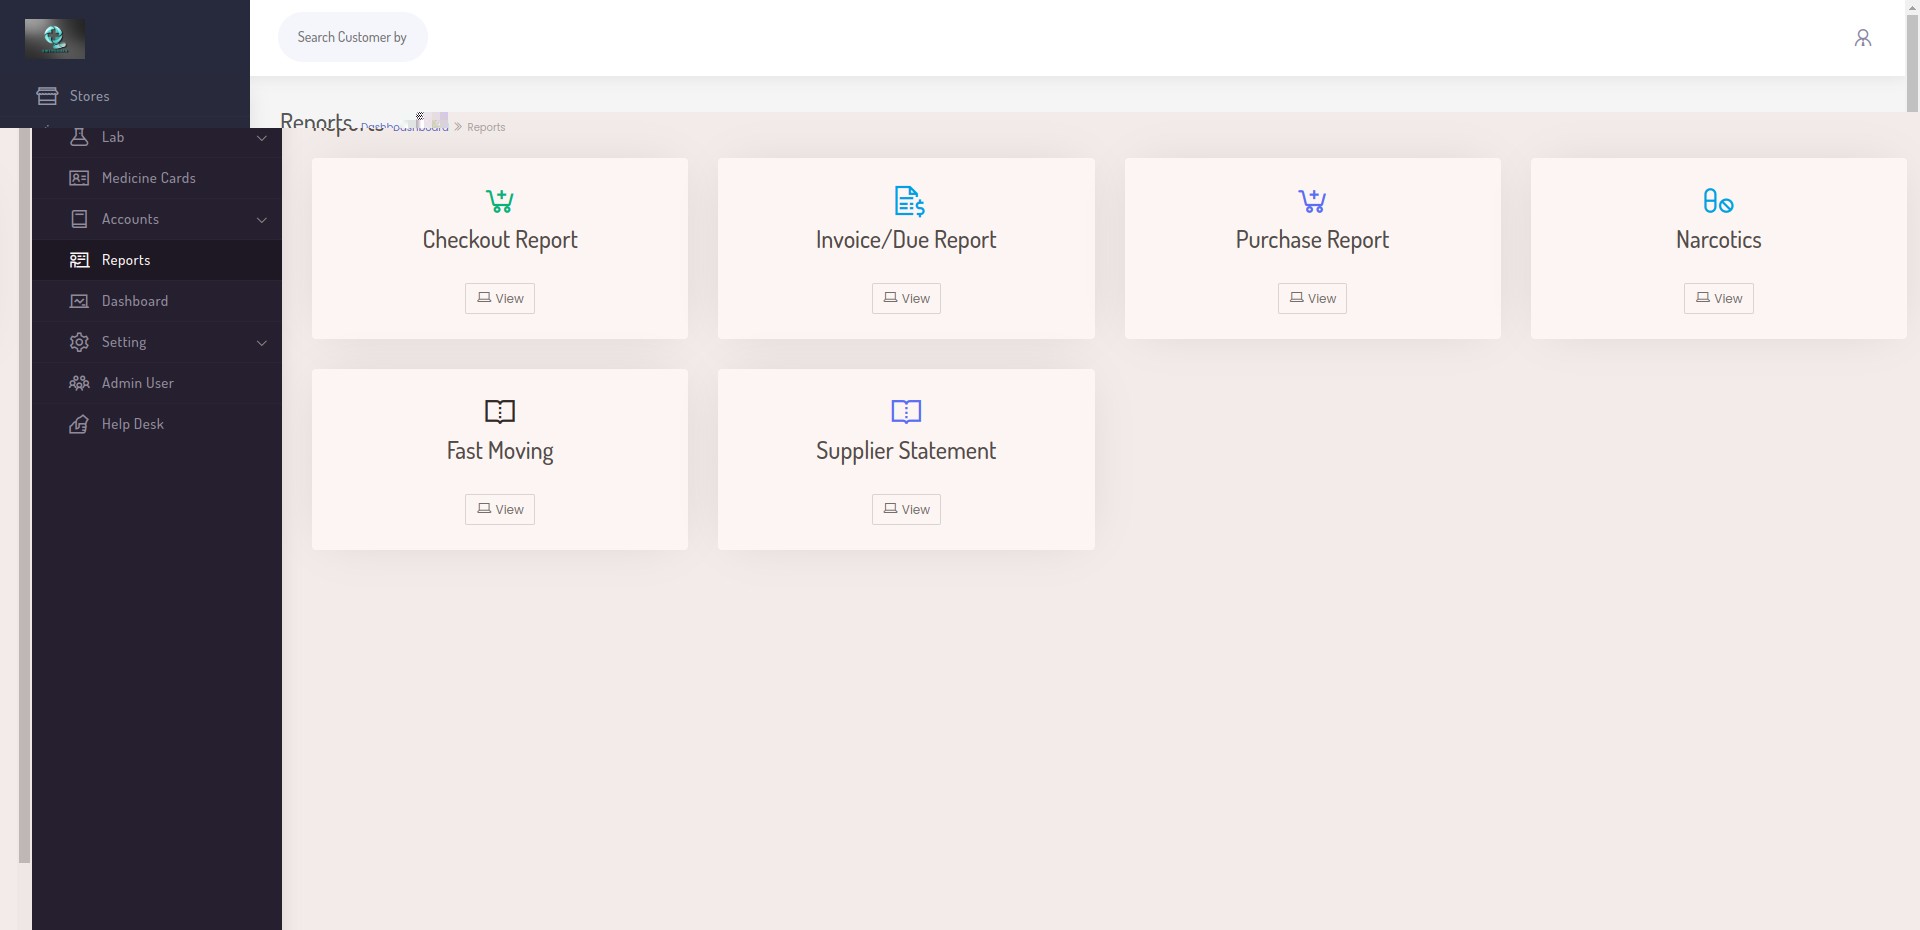 Search Customer by
Stores
Reports
Dashboard
Reports
Lab
Medicine Cards
Accounts
Reports
Dashboard
Setting
Admin User
Help Desk
Checkout Report
View
Invoice/Due Report
View
Purchase Report
View
Narcotics
View
Fast Moving
View
Supplier Statement
View